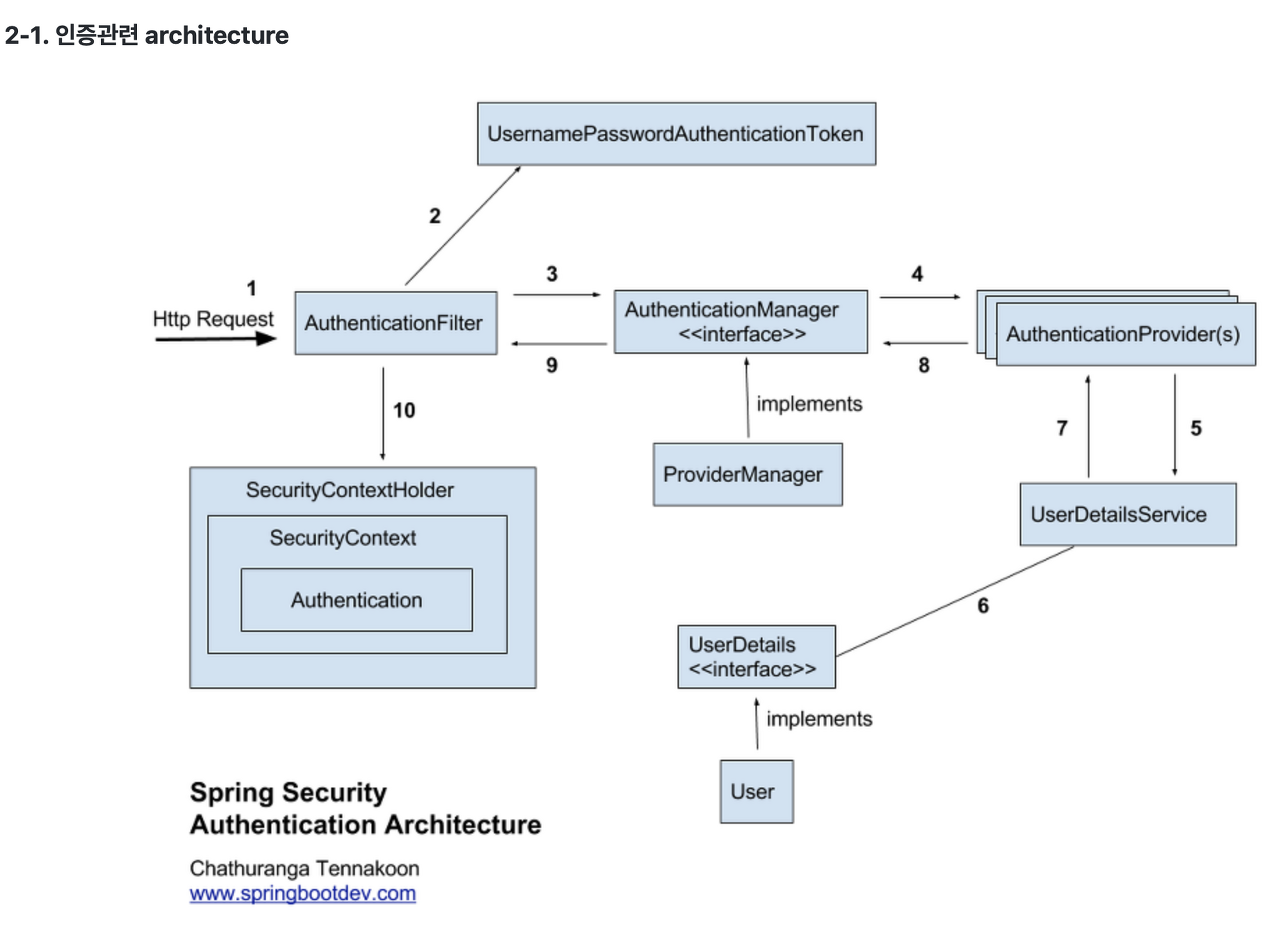 2-1. 인증관련 architecture
UsernamePasswordAuthenticationToken
2
1
Http Request
AuthenticationFilter
3
9
AuthenticationManager
<<interface>>
4
8
AuthenticationProvider(s)
10
implements
ProviderManager
7
5
UserDetailsService
SecurityContextHolder
SecurityContext
Authentication
6
UserDetails
<<interface>>
implements
User
Spring Security
Authentication Architecture
Chathuranga Tennakoon
www.springbootdev.com